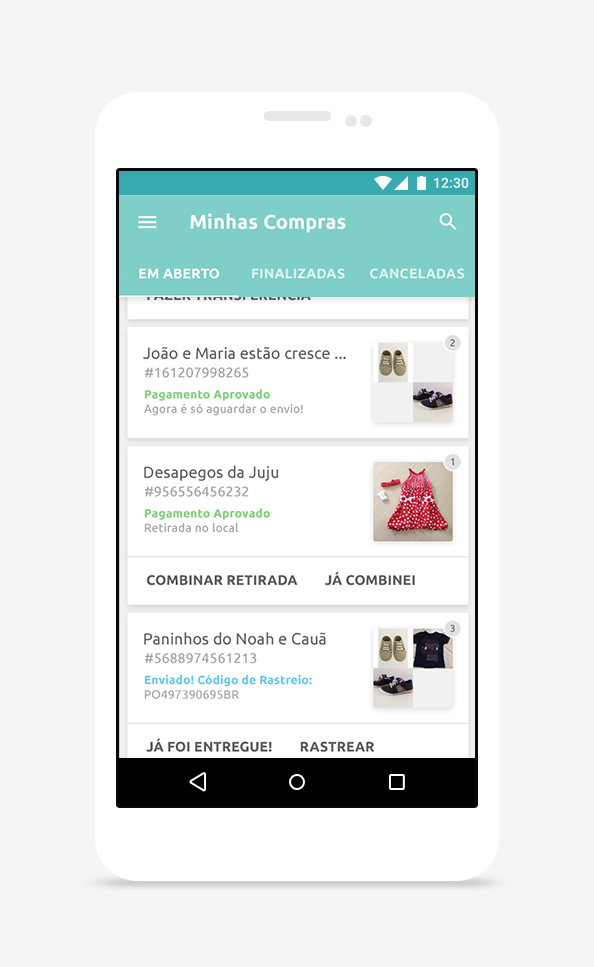 12:30
Minhas Compras
EM ABERTO FINALIZADAS CANCELADAS
FAZER TRANSFERÊNCIA
João e Maria estão cresce ...
2
#161207998265
Pagamento Aprovado
Agora é só aguardar o envio!
Desapegos da Juju
1
#956556456232
Pagamento Aprovado
Retirada no local
COMBINAR RETIRADA JÁ COMBINEI
Paninhos do Noah e Cauã
3
#5688974561213
Enviado! Código de Rastreio:
PO497390695BR
JÁ FOI ENTREGUE! RASTREAR